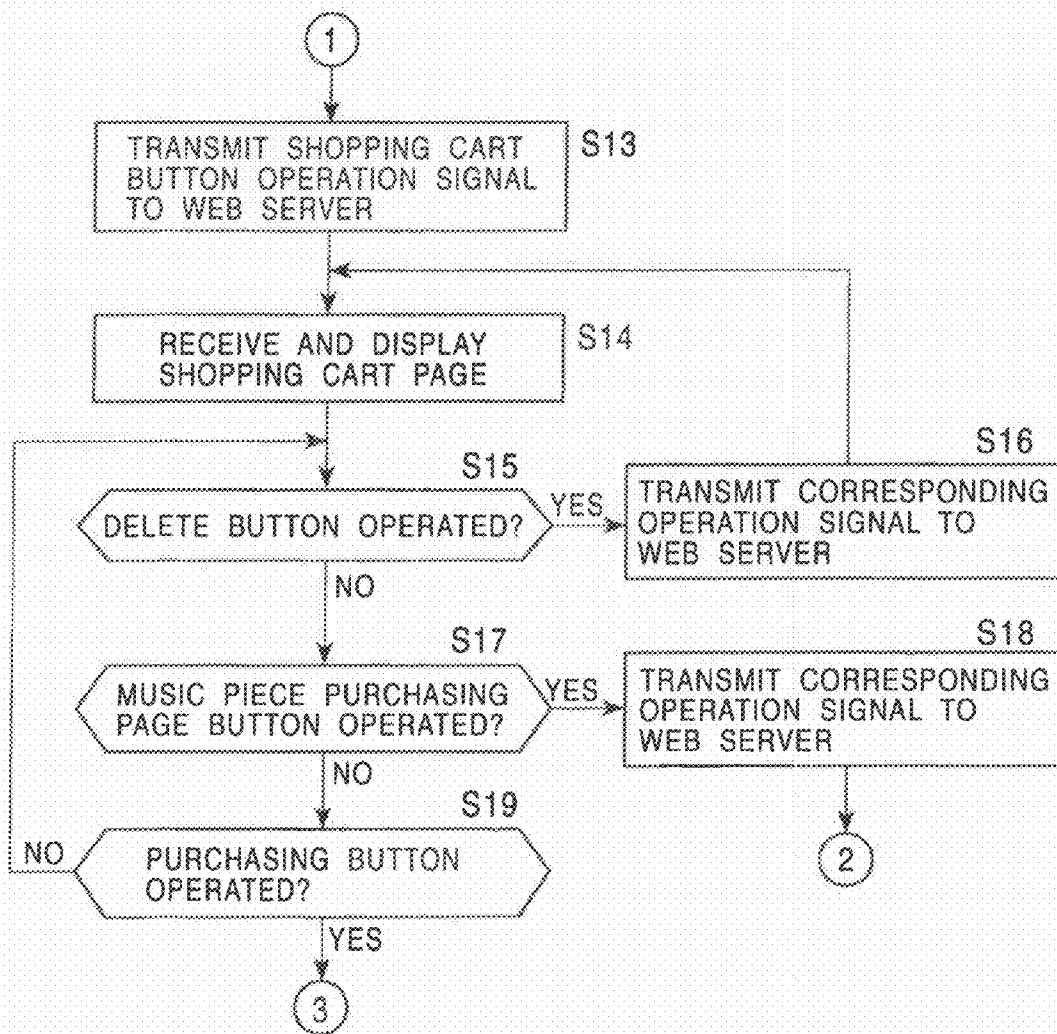 1
TRANSMIT SHOPPING CART
BUTTON OPERATION SIGNAL
TO WEB SERVER
S13
RECEIVE AND DISPLAY
SHOPPING CART PAGE
S14
S15
DELETE BUTTON OPERATED?
YES
NO
S16
TRANSMIT CORRESPONDING
OPERATION SIGNAL TO
WEB SERVER
S17
MUSIC PIECE PURCHASING
PAGE BUTTON OPERATED?
YES
NO
S18
TRANSMIT CORRESPONDING
OPERATION SIGNAL TO
WEB SERVER
2
S19
NO
PURCHASING BUTTON
OPERATED?
YES
3